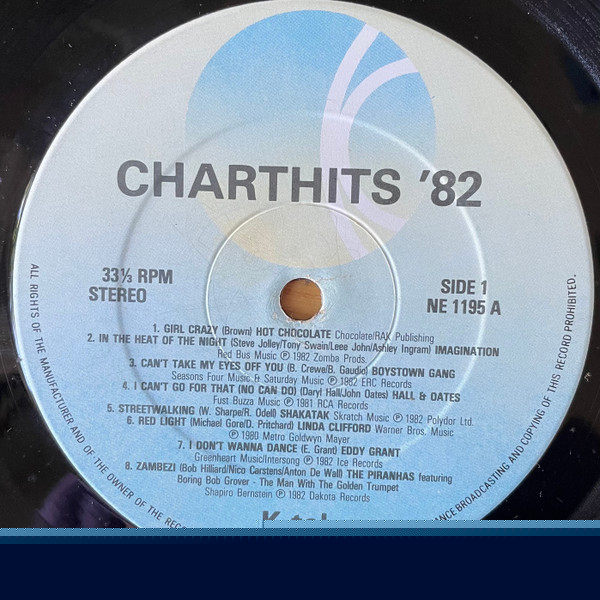 CHARTHITS '82
33⅓ RPM
STEREO
SIDE 1
NE 1195 A
1. GIRL CRAZY (Brown) HOT CHOCOLATE Chocolate/RAK Publishing
2. IN THE HEAT OF THE NIGHT (Steve Jolley/Tony Swain/Leee John/Ashley Ingram) IMAGINATION
Red Bus Music ℗ 1982 Zomba Prods.
3. CAN'T TAKE MY EYES OFF YOU (B. Crewe/B. Gaudio) BOYSTOWN GANG
Seasons Four Music & Saturday Music ℗ 1982 ERC Records
4. I CAN'T GO FOR THAT (NO CAN DO) (Daryl Hall/John Oates) HALL & OATES
Fust Buzza Music ℗ 1981 RCA Records
5. STREETWALKING (W. Sharpe/R. Odell) SHAKATAK Skratch Music ℗ 1982 Polydor Ltd.
6. RED LIGHT (Michael Gore/D. Pritchard) LINDA CLIFFORD Warner Bros. Music
℗ 1980 Metro Goldwyn Mayer
7. I DON'T WANNA DANCE (E. Grant) EDDY GRANT
Greenheart Music/Intersong ℗ 1982 Ice Records
8. ZAMBEZI (Bob Hilliard/Nico Carstens/Anton De Wall) THE PIRANHAS featuring
Boring Bob Grover - The Man With The Golden Trumpet
Shapiro Bernstein ℗ 1982 Dakota Records
ALL RIGHTS OF THE MANUFACTURER AND OF THE OWNER OF THE
BROADCASTING AND COPYING OF THIS RECORD PROHIBITED.